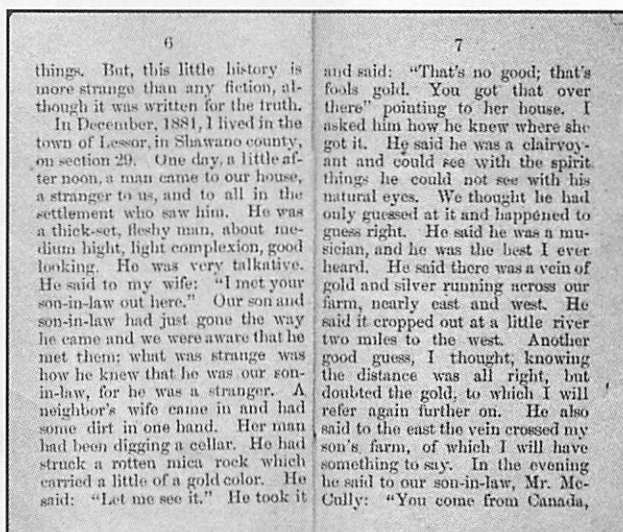 6
things. But, this little history is
more strange than any fiction, al-
though it was written for the truth.
In December, 1881, I lived in the
town of Lessor, in Shawano county,
on section 29. One day, a little af-
ter noon, a man came to our house,
a stranger to us, and to all in the
settlement who saw him. He was
a thick-set, fleshy man, about me-
dium hight, light complexion, good
looking. He was very talkative.
He said to my wife: "I met your
son-in-law out here." Our son and
son-in-law had just gone the way
he came and we were aware that he
met them; what was strange was
how he knew that he was our son-
in-law, for he was a stranger. A
neighbor's wife came in and had
some dirt in one hand. Her man
had been digging a cellar. He had
struck a rotten mica rock which
carried a little of a gold color. He
said: "Let me see it." He took it
7
and said: "That's no good; that's
fools gold. You got that over
there" pointing to her house. I
asked him how he knew where she
got it. He said he was a clairvoy-
ant and could see with the spirit
things he could not see with his
natural eyes. We thought he had
only guessed at it and happened to
guess right. He said he was a mu-
sician, and he was the best I ever
heard. He said there was a vein of
gold and silver running across our
farm, nearly east and west. He
said it cropped out at a little river
two miles to the west. Another
good guess, I thought, knowing
the distance was all right, but
doubted the gold, to which I will
refer again further on. He also
said to the east the vein crossed my
son's farm, of which I will have
something to say. In the evening
he said to our son-in-law, Mr. Mc-
Cully: "You come from Canada,